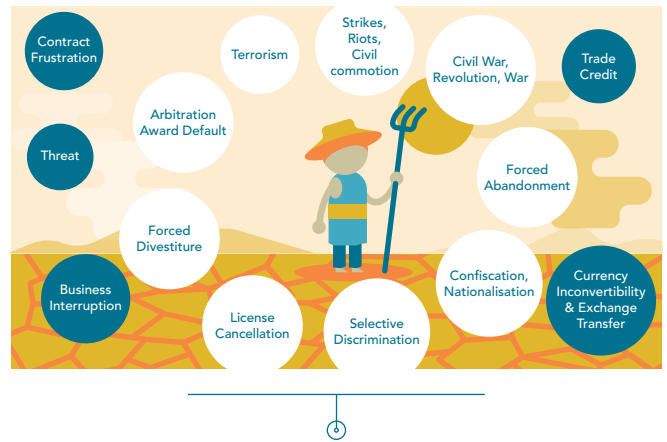 Contract
Frustration
Terrorism
Strikes,
Riots,
Civil
commotion
Civil War,
Revolution, War
Trade
Credit
Arbitration
Award Default
Threat
Forced
Abandonment
Forced
Divestiture
Business
Interruption
License
Cancellation
Selective
Discrimination
Confiscation,
Nationalisation
Currency
Inconvertibility
& Exchange
Transfer